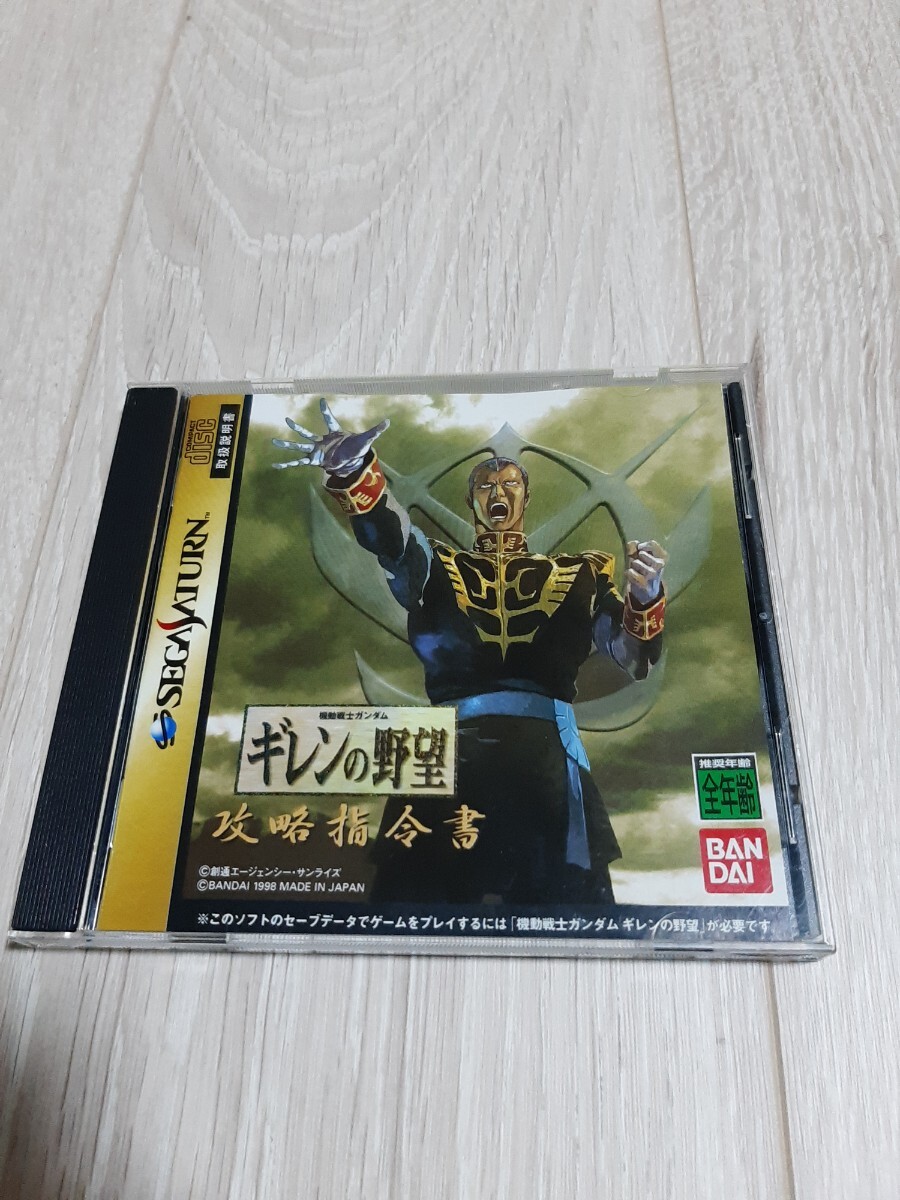 COMPACT
disc
取扱説明書
SEGASATURN™
機動戦士ガンダム
ギレンの野望
攻略指令書
推奨年齢
全年齢
BAN
DAI
©創通エージェンシー・サンライズ
©BANDAI 1998 MADE IN JAPAN
※このソフトのセーブデータでゲームをプレイするには「機動戦士ガンダム ギレンの野望」が必要です